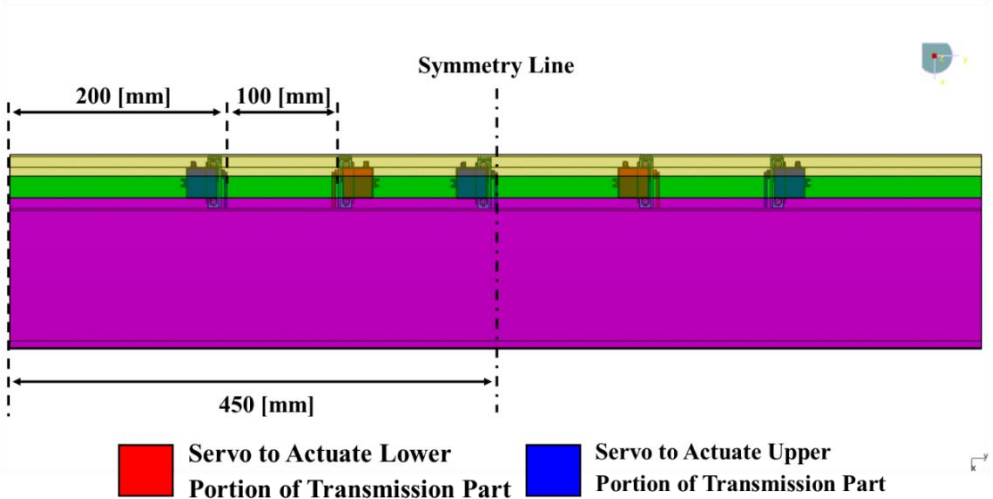 Symmetry Line
200 [mm]
100 [mm]
450 [mm]
Servo to Actuate Lower
Portion of Transmission Part
Servo to Actuate Upper
Portion of Transmission Part